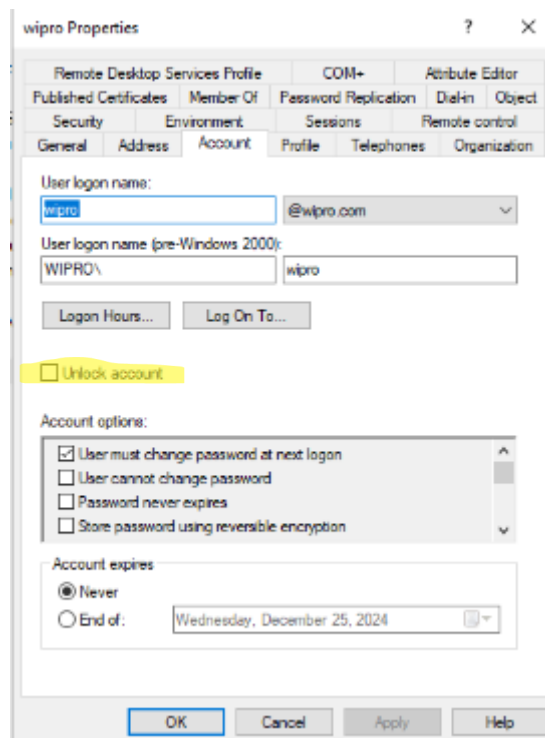 wipro Properties
Remote Desktop Services Profile COM+ Attribute Editor
Published Certificates Member Of Password Replication Dial-in Object
Security Environment Sessions Remote control
General Address Account Profile Telephones Organization
User logon name:
wipro @wipro.com
User logon name (pre-Windows 2000):
WIPRO\ wipro
Logon Hours... Log On To...
Unlock account
Account options:
User must change password at next logon
User cannot change password
Password never expires
Store password using reversible encryption
Account expires
Never
End of: Wednesday, December 25, 2024
OK Cancel Apply Help